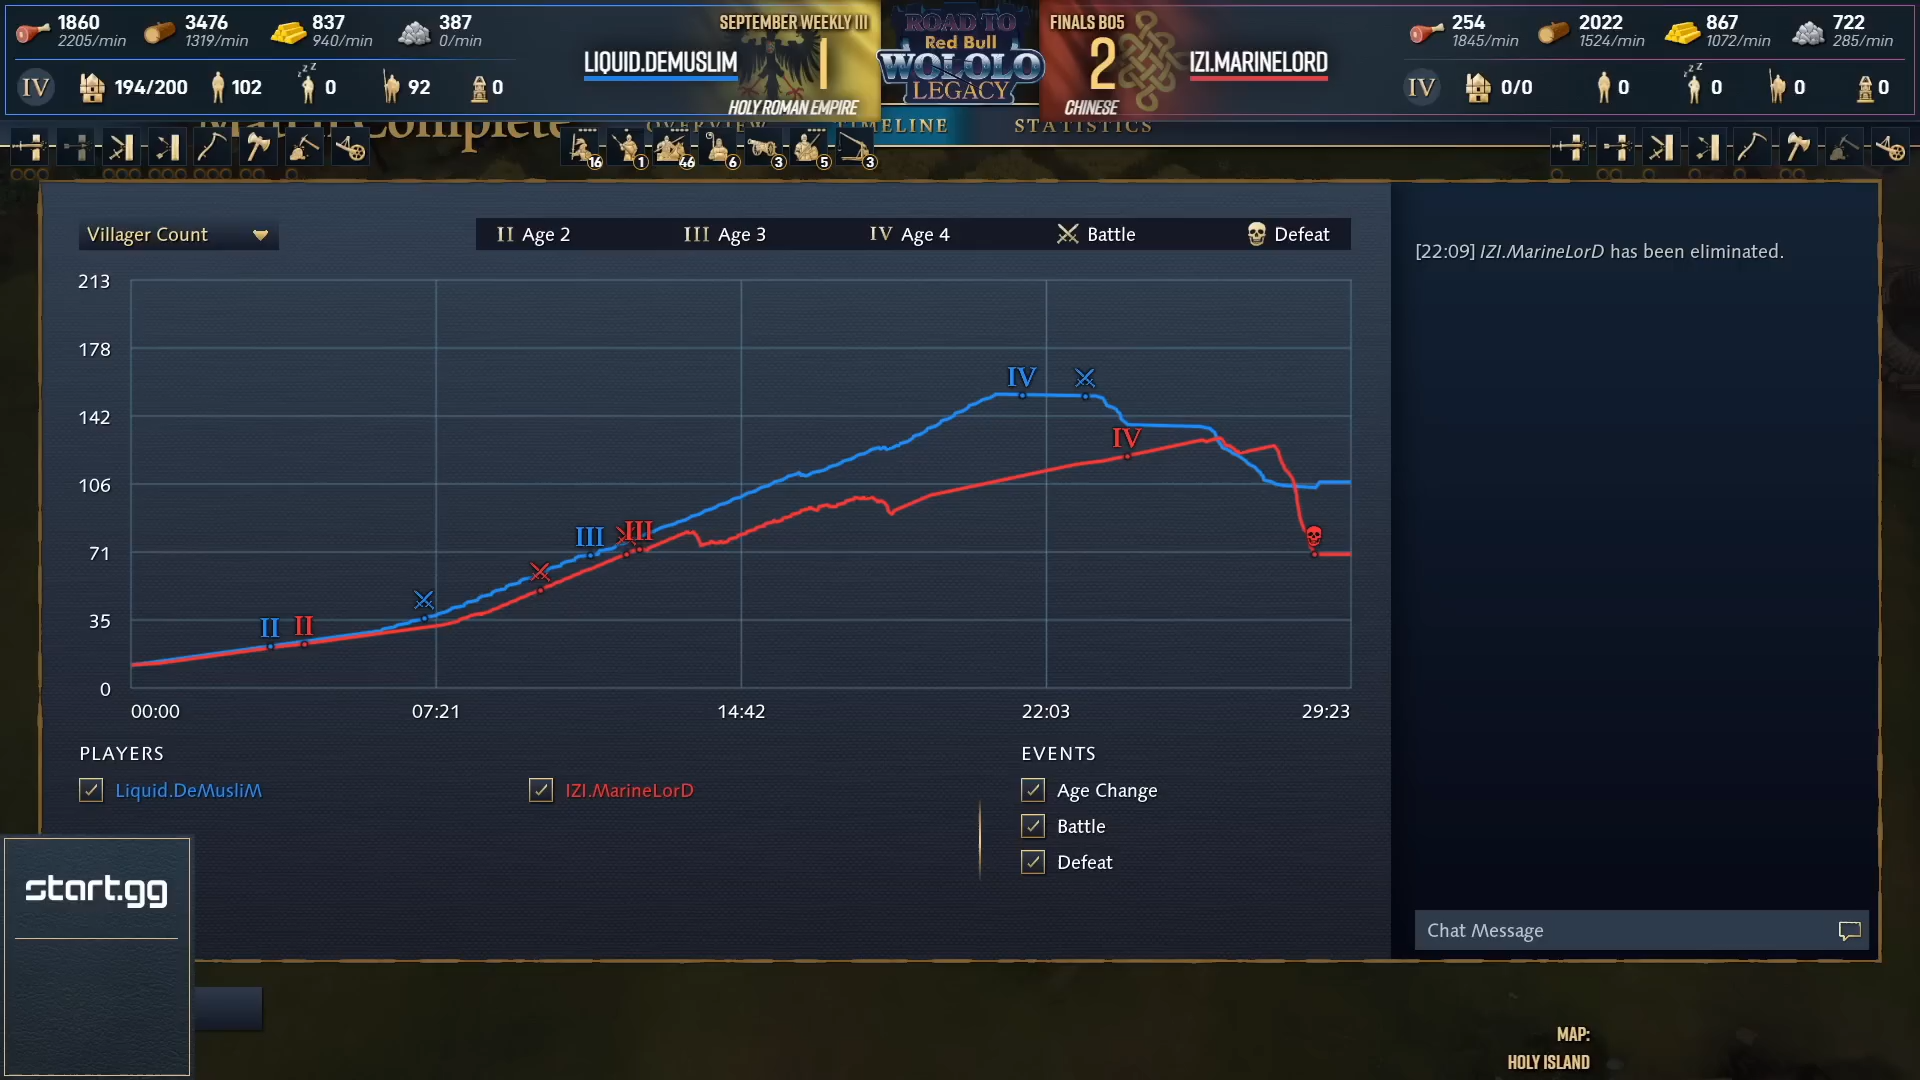 1860
2205/min
3476
1319/min
837
940/min
387
0/min
IV
194/200
102
0
92
0
SEPTEMBER WEEKLY III
LIQUID.DEMUSLIM
1
HOLY ROMAN EMPIRE
ROAD TO
Red Bull
WOLOLO
LEGACY
FINALS BO5
2
IZI.MARINELORD
CHINESE
254
1845/min
2022
1524/min
867
1072/min
722
285/min
IV
0/0
0
0
0
0
Match Complete
OVERVIEW
TIMELINE
STATISTICS
16
1
46
6
3
5
3
Villager Count
II Age 2
III Age 3
IV Age 4
Battle
Defeat
213
178
142
106
71
35
0
II
II
III
III
IV
IV
00:00
07:21
14:42
22:03
29:23
[22:09] IZI.MarineLorD has been eliminated.
PLAYERS
Liquid.DeMusliM
IZI.MarineLorD
EVENTS
Age Change
Battle
Defeat
Chat Message
start.gg
MAP:
HOLY ISLAND